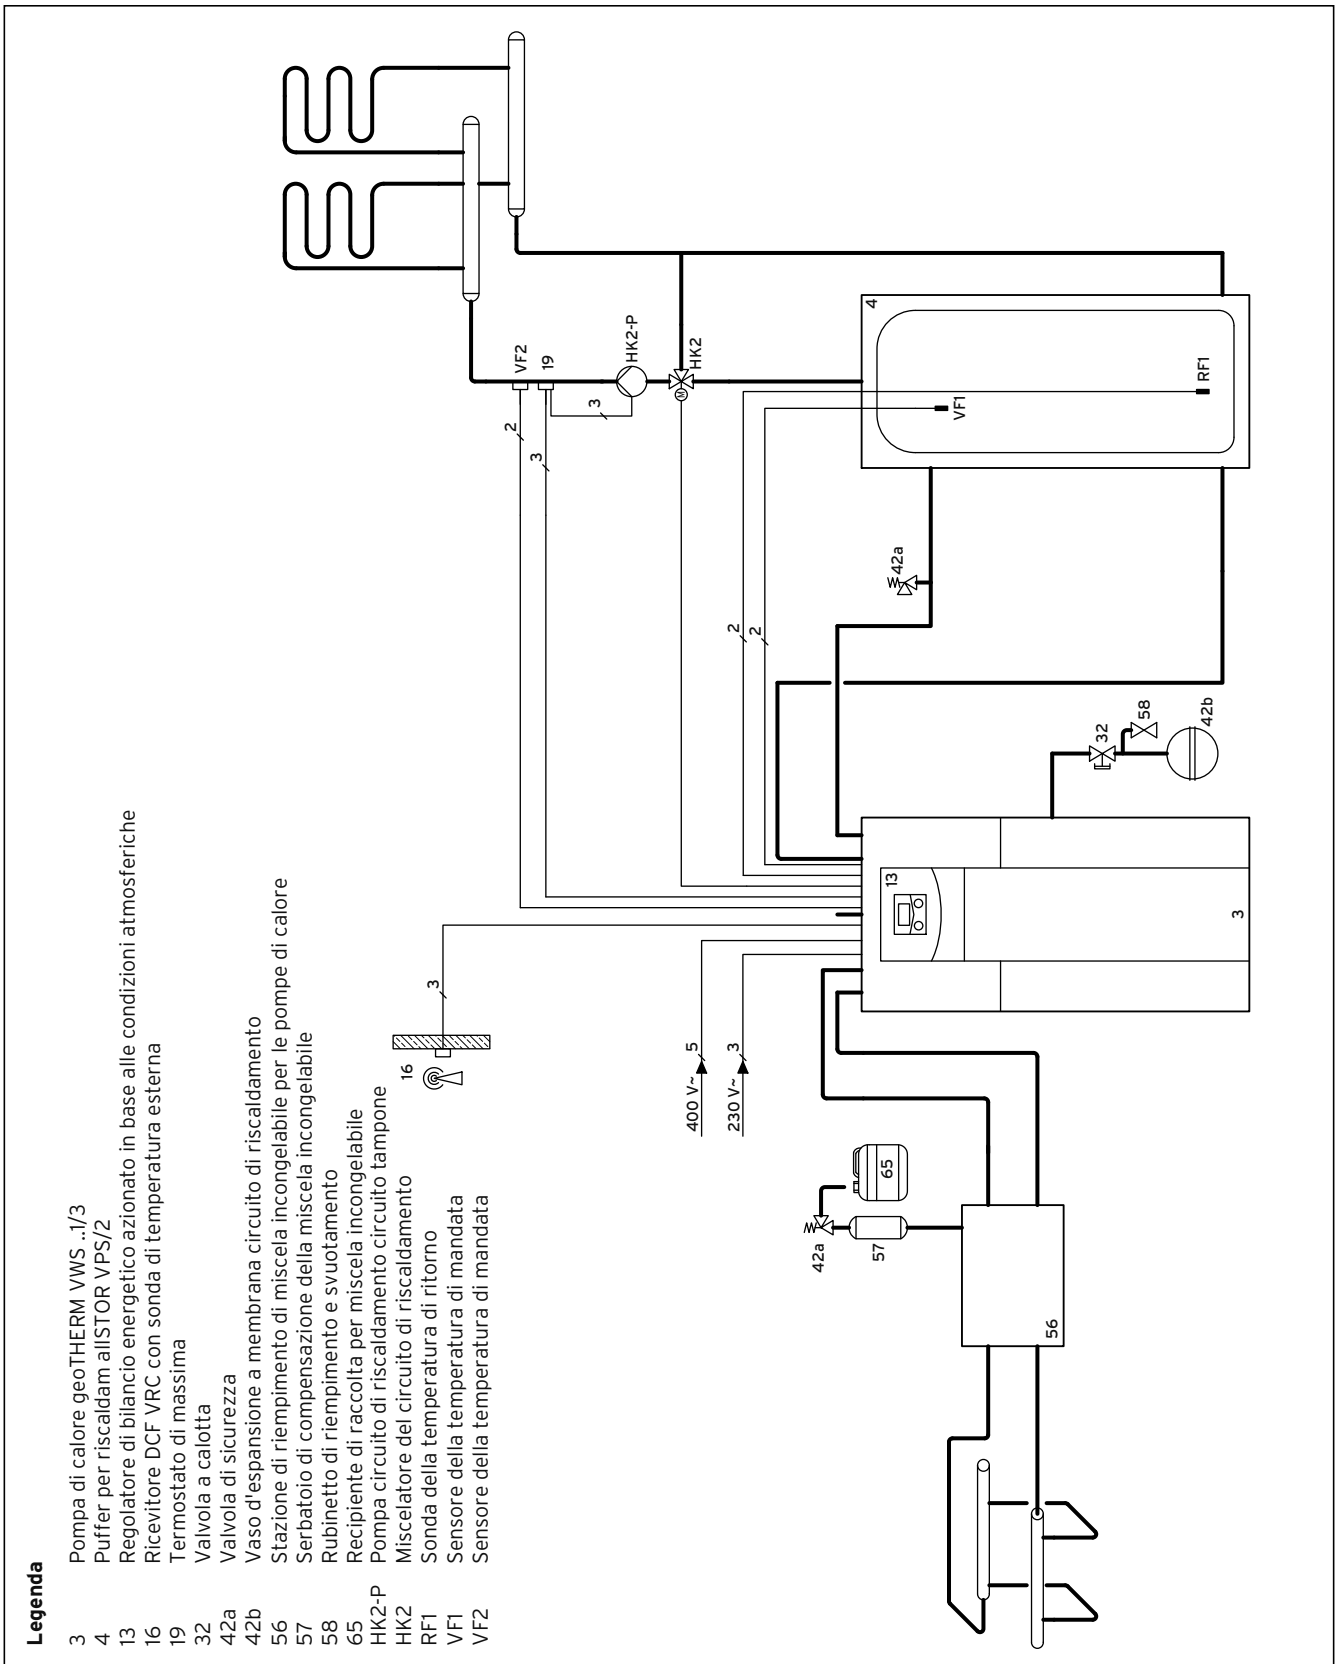 Legenda
3 Pompa di calore geoTHERM VWS ..1/3
4 Puffer per riscaldam allSTOR VPS/2
13 Regolatore di bilancio energetico azionato in base alle condizioni atmosferiche
16 Ricevitore DCF VRC con sonda di temperatura esterna
19 Termostato di massima
32 Valvola a calotta
42a Valvola di sicurezza
42b Vaso d'espansione a membrana circuito di riscaldamento
56 Stazione di riempimento di miscela incongelabile per le pompe di calore
57 Serbatoio di compensazione della miscela incongelabile
58 Rubinetto di riempimento e svuotamento
65 Recipiente di raccolta per miscela incongelabile
HK2-P Pompa circuito di riscaldamento circuito tampone
HK2 Miscelatore del circuito di riscaldamento
RF1 Sonda della temperatura di ritorno
VF1 Sensore della temperatura di mandata
VF2 Sensore della temperatura di mandata
16
3
VF2
19
2
3
3
HK2-P
M
HK2
4
VF1
RF1
42a
2
2
400 V~ 5
230 V~ 3
13
3
32
58
42b
42a
57
65
56